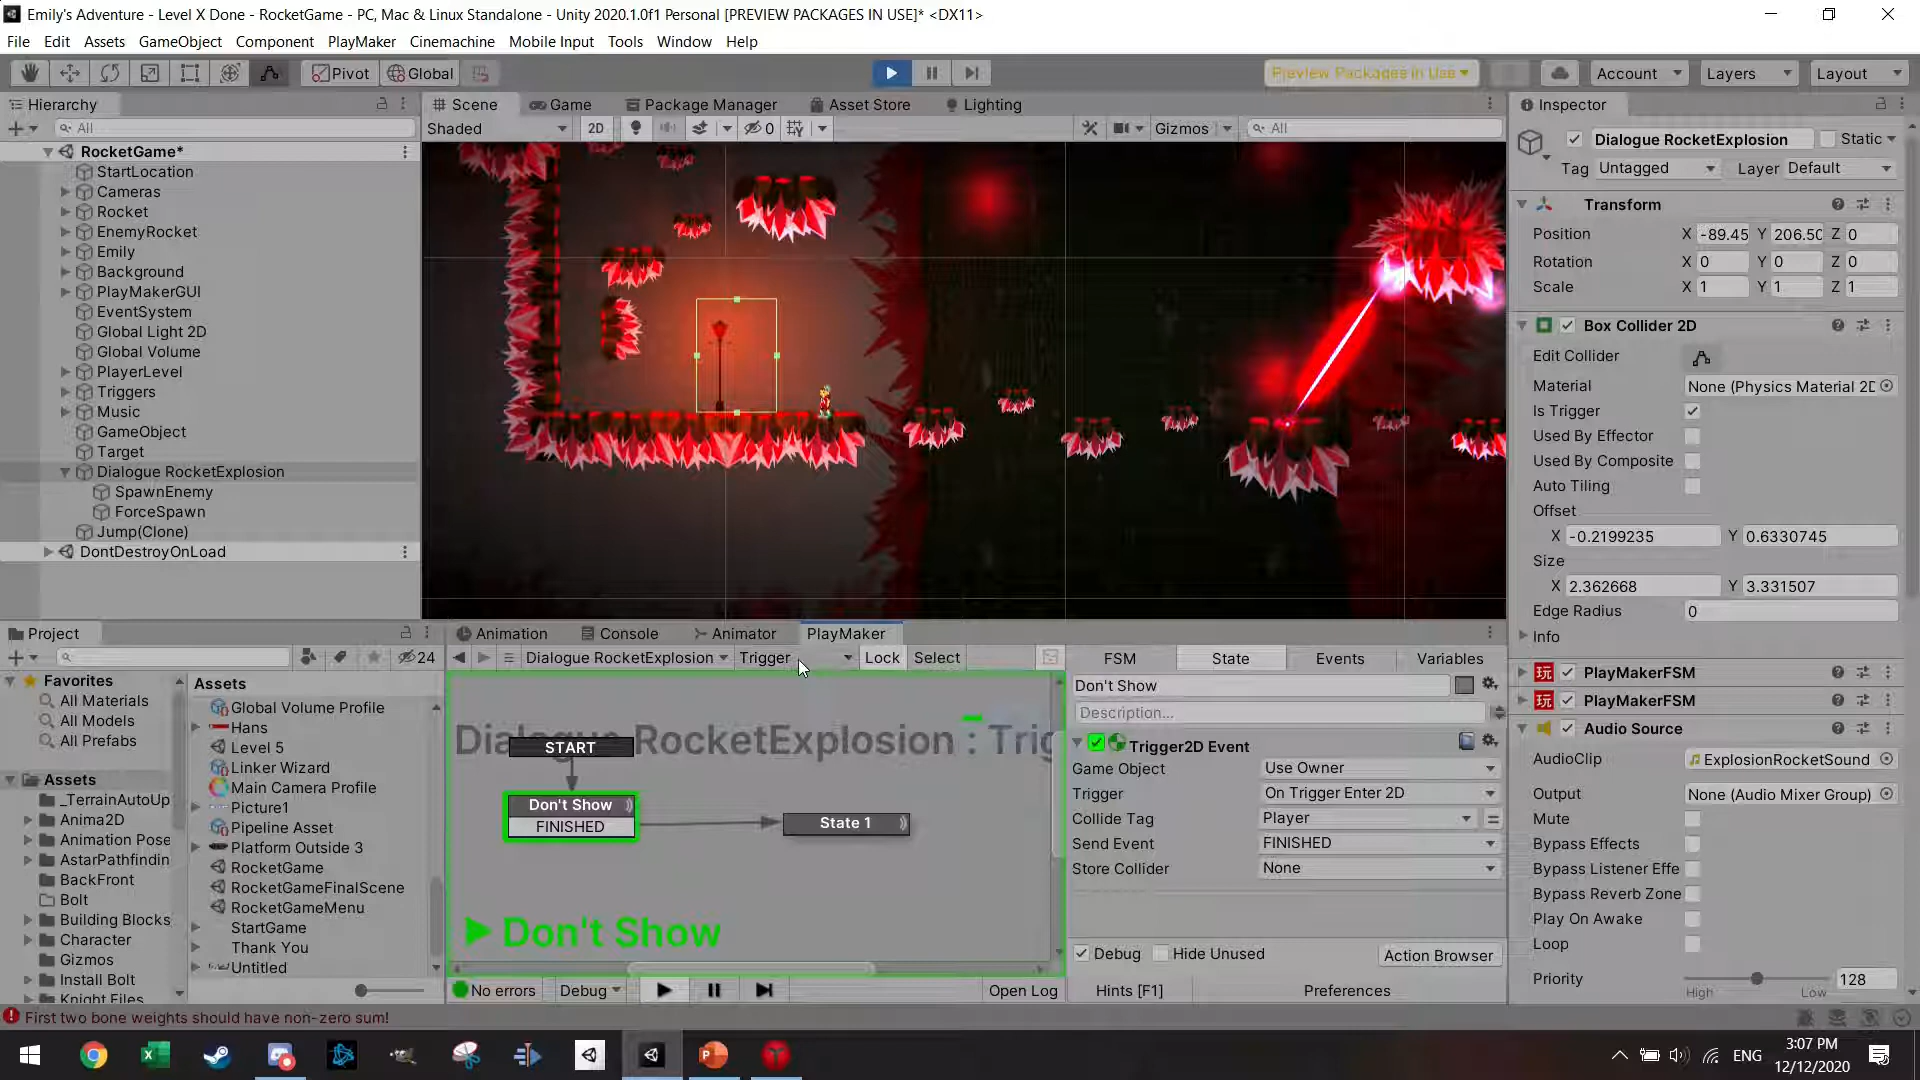 Emily's Adventure - Level X Done - RocketGame - PC, Mac & Linux Standalone - Unity 2020.1.0f1 Personal [PREVIEW PACKAGES IN USE]* <DX11>
File Edit Assets GameObject Component PlayMaker Cinemachine Mobile Input Tools Window Help
Pivot Global Preview Packages in Use Account Layers Layout
Hierarchy
All
RocketGame*
StartLocation
Cameras
Rocket
EnemyRocket
Emily
Background
PlayMakerGUI
EventSystem
Global Light 2D
Global Volume
PlayerLevel
Triggers
Music
GameObject
Target
Dialogue RocketExplosion
SpawnEnemy
ForceSpawn
Jump(Clone)
DontDestroyOnLoad
Scene Game Package Manager Asset Store Lighting
Shaded 2D 0 Gizmos All
Inspector
Dialogue RocketExplosion Static
Tag Untagged Layer Default
Transform
Position X -89.45 Y 206.50 Z 0
Rotation X 0 Y 0 Z 0
Scale X 1 Y 1 Z 1
Box Collider 2D
Edit Collider
Material None (Physics Material 2D
Is Trigger
Used By Effector
Used By Composite
Auto Tiling
Offset
X -0.2199235 Y 0.6330745
Size
X 2.362668 Y 3.331507
Edge Radius 0
Info
PlayMakerFSM
PlayMakerFSM
Audio Source
AudioClip ExplosionRocketSound
Output None (Audio Mixer Group)
Mute
Bypass Effects
Bypass Listener Effe
Bypass Reverb Zone
Play On Awake
Loop
Priority 128
High Low
Project
24
Favorites
All Materials
All Models
All Prefabs
Assets
_TerrainAutoUp
Anima2D
Animation Pose
AstarPathfindin
BackFront
Bolt
Building Blocks
Character
Gizmos
Install Bolt
Knight Files
Assets
Global Volume Profile
Hans
Level 5
Linker Wizard
Main Camera Profile
Picture1
Pipeline Asset
Platform Outside 3
RocketGame
RocketGameFinalScene
RocketGameMenu
StartGame
Thank You
Untitled
Animation Console Animator PlayMaker
Dialogue RocketExplosion Trigger Lock Select
Dialogue RocketExplosion : Trig
START
Don't Show
FINISHED
State 1
Don't Show
No errors Debug Open Log
FSM State Events Variables
Don't Show
Description...
Trigger2D Event
Game Object Use Owner
Trigger On Trigger Enter 2D
Collide Tag Player
Send Event FINISHED
Store Collider None
Debug Hide Unused Action Browser
Hints [F1] Preferences
First two bone weights should have non-zero sum!
ENG
3:07 PM
12/12/2020